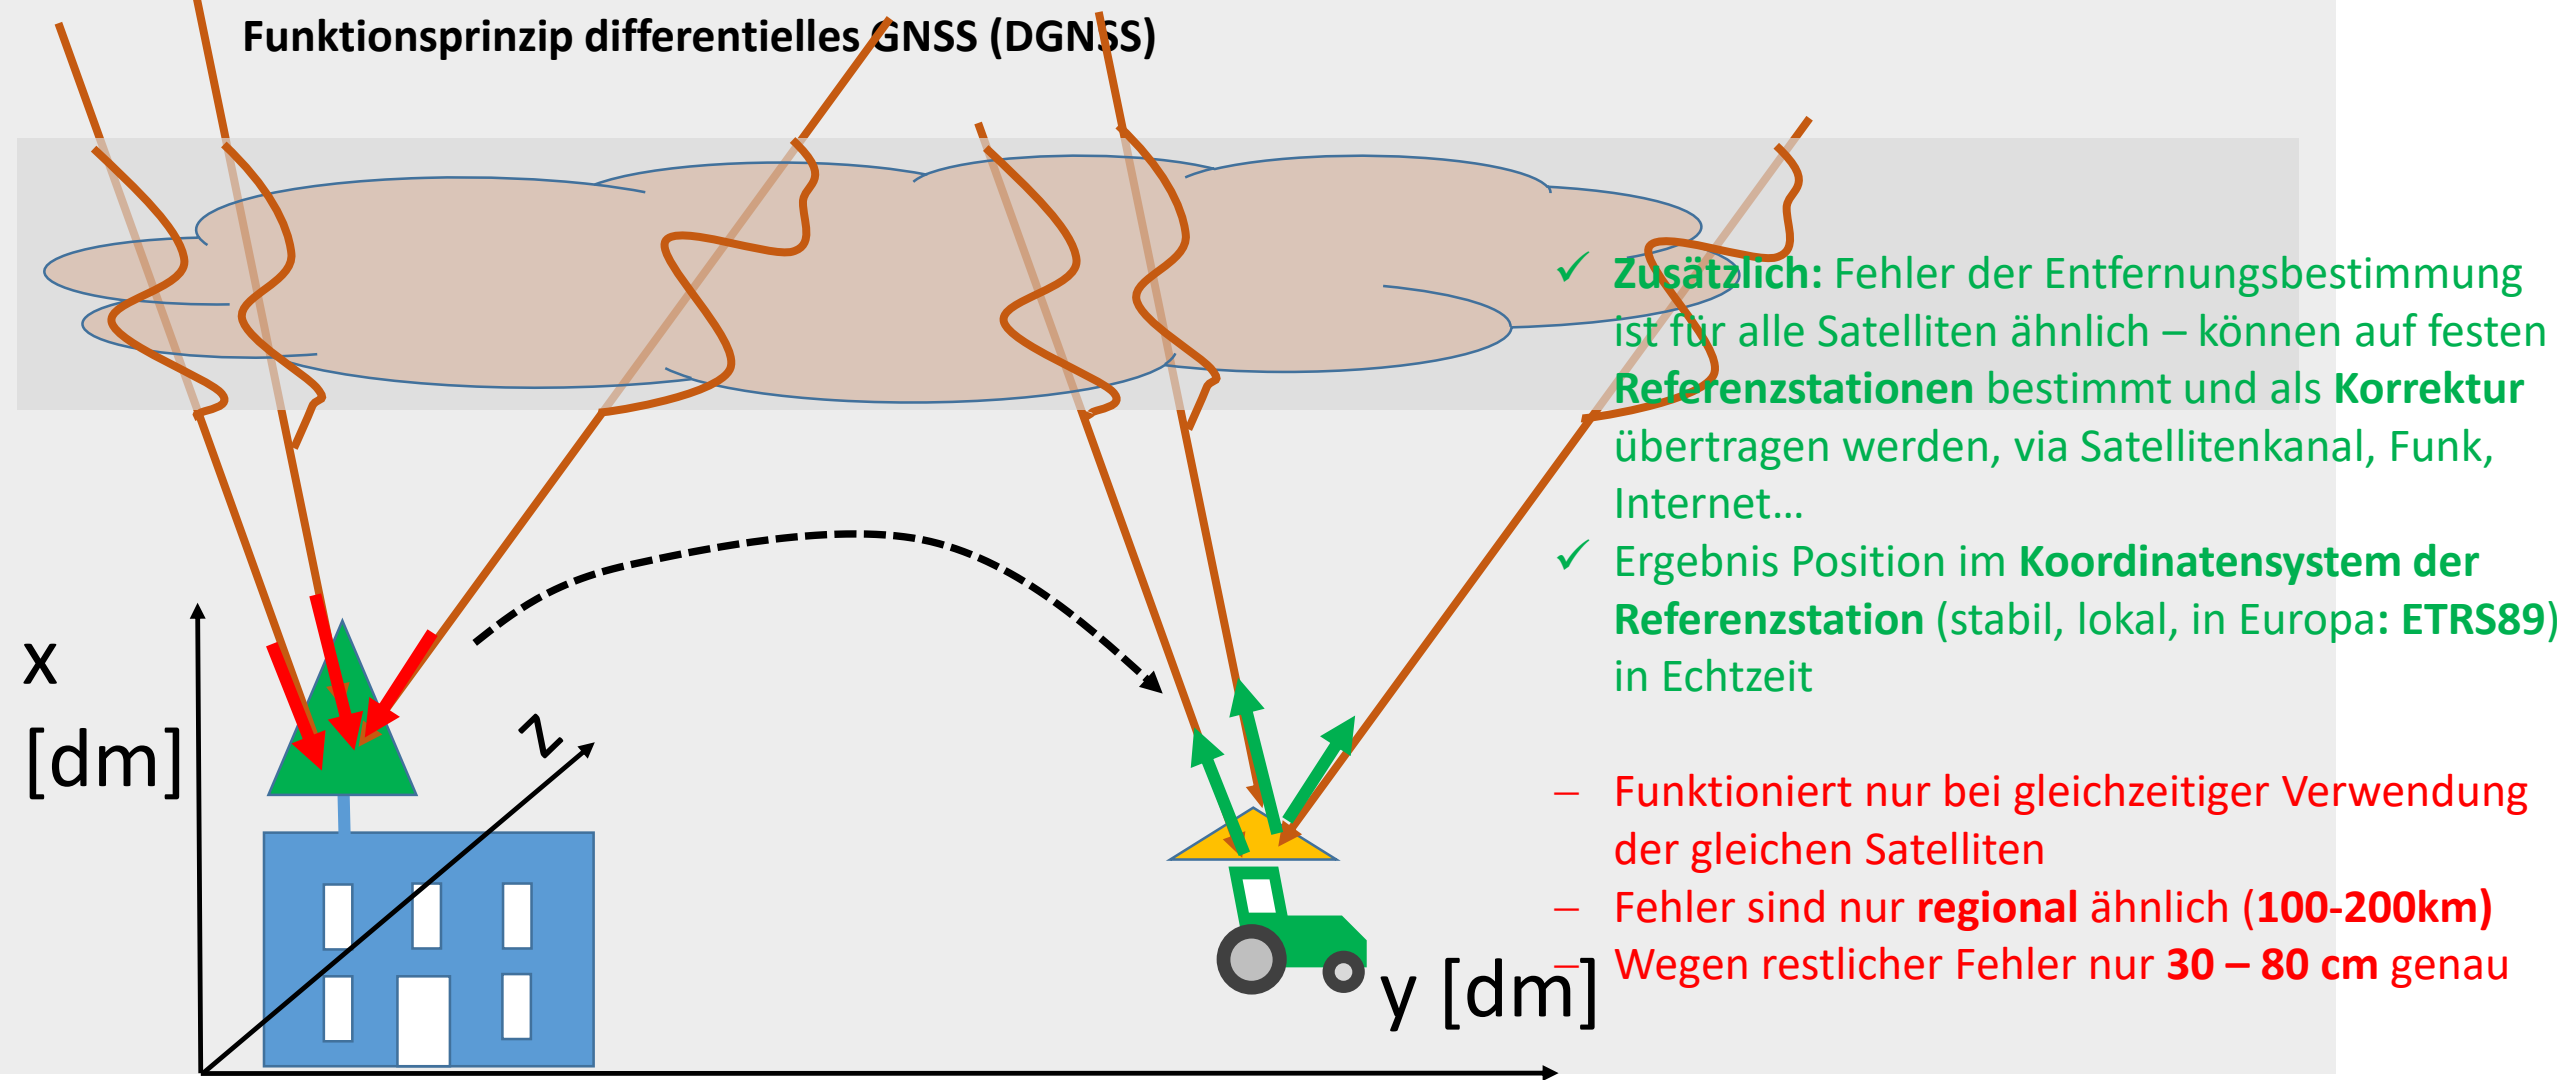 Funktionsprinzip differentielles GNSS (DGNSS)
✓ Zusätzlich: Fehler der Entfernungsbestimmung
ist für alle Satelliten ähnlich – können auf festen
Referenzstationen bestimmt und als Korrektur
übertragen werden, via Satellitenkanal, Funk,
Internet…
✓ Ergebnis Position im Koordinatensystem der
Referenzstation (stabil, lokal, in Europa: ETRS89)
in Echtzeit
– Funktioniert nur bei gleichzeitiger Verwendung
der gleichen Satelliten
– Fehler sind nur regional ähnlich (100-200km)
– Wegen restlicher Fehler nur 30 – 80 cm genau
x
[dm]
z
y [dm]